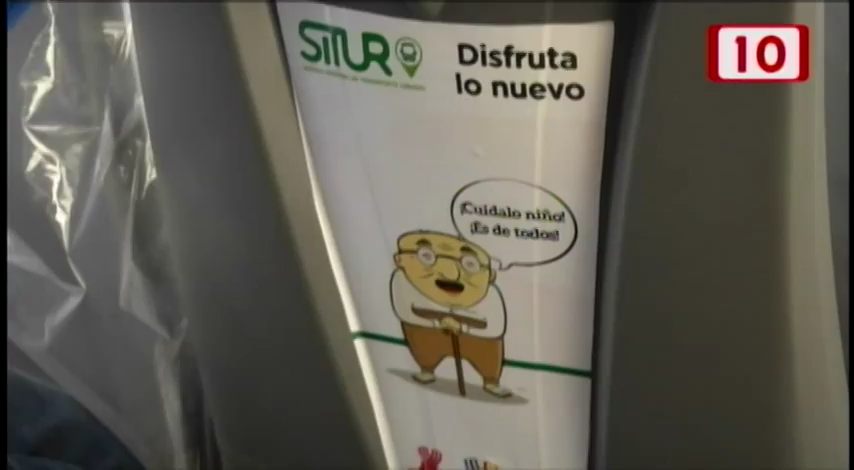 SITUR
Disfruta
lo nuevo
10
¡Cuidalo niño!
¡Es de todos!